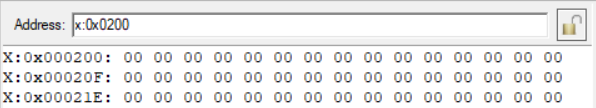 Address: x:0x0200
X:0x000200: 00 00 00 00 00 00 00 00 00 00 00 00 00 00 00
X:0x00020F: 00 00 00 00 00 00 00 00 00 00 00 00 00 00 00
X:0x00021E: 00 00 00 00 00 00 00 00 00 00 00 00 00 00 00